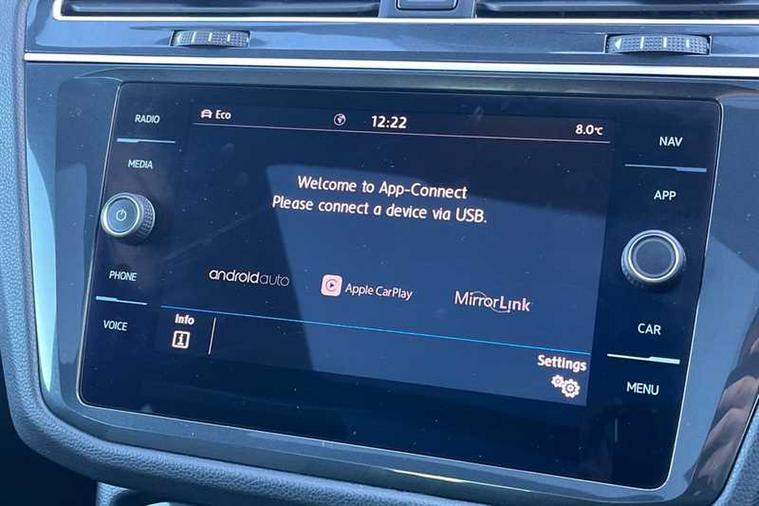 RADIO
MEDIA
PHONE
VOICE
Eco
12:22
8.0°C
Welcome to App-Connect
Please connect a device via USB.
androidauto
Apple CarPlay
MirrorLink
Info
i
Settings
NAV
APP
CAR
MENU